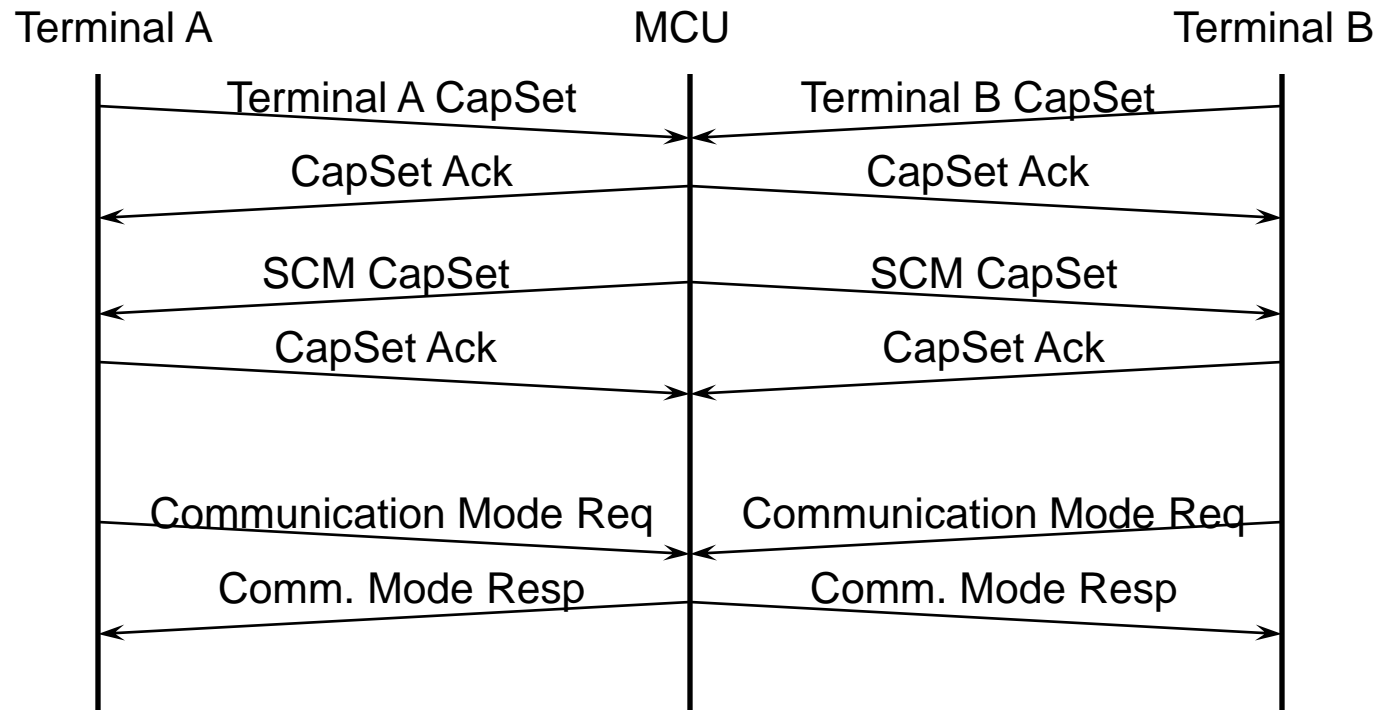 Terminal A MCU Terminal B
Terminal A CapSet Terminal B CapSet
CapSet Ack CapSet Ack
SCM CapSet SCM CapSet
CapSet Ack CapSet Ack
Communication Mode Req Communication Mode Req
Comm. Mode Resp Comm. Mode Resp